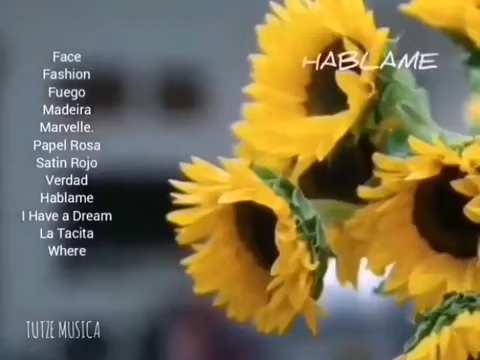 HABLAME
Face
Fashion
Fuego
Madeira
Marvelle.
Papel Rosa
Satin Rojo
Verdad
Hablame
I Have a Dream
La Tacita
Where
TUTZE MUSICA